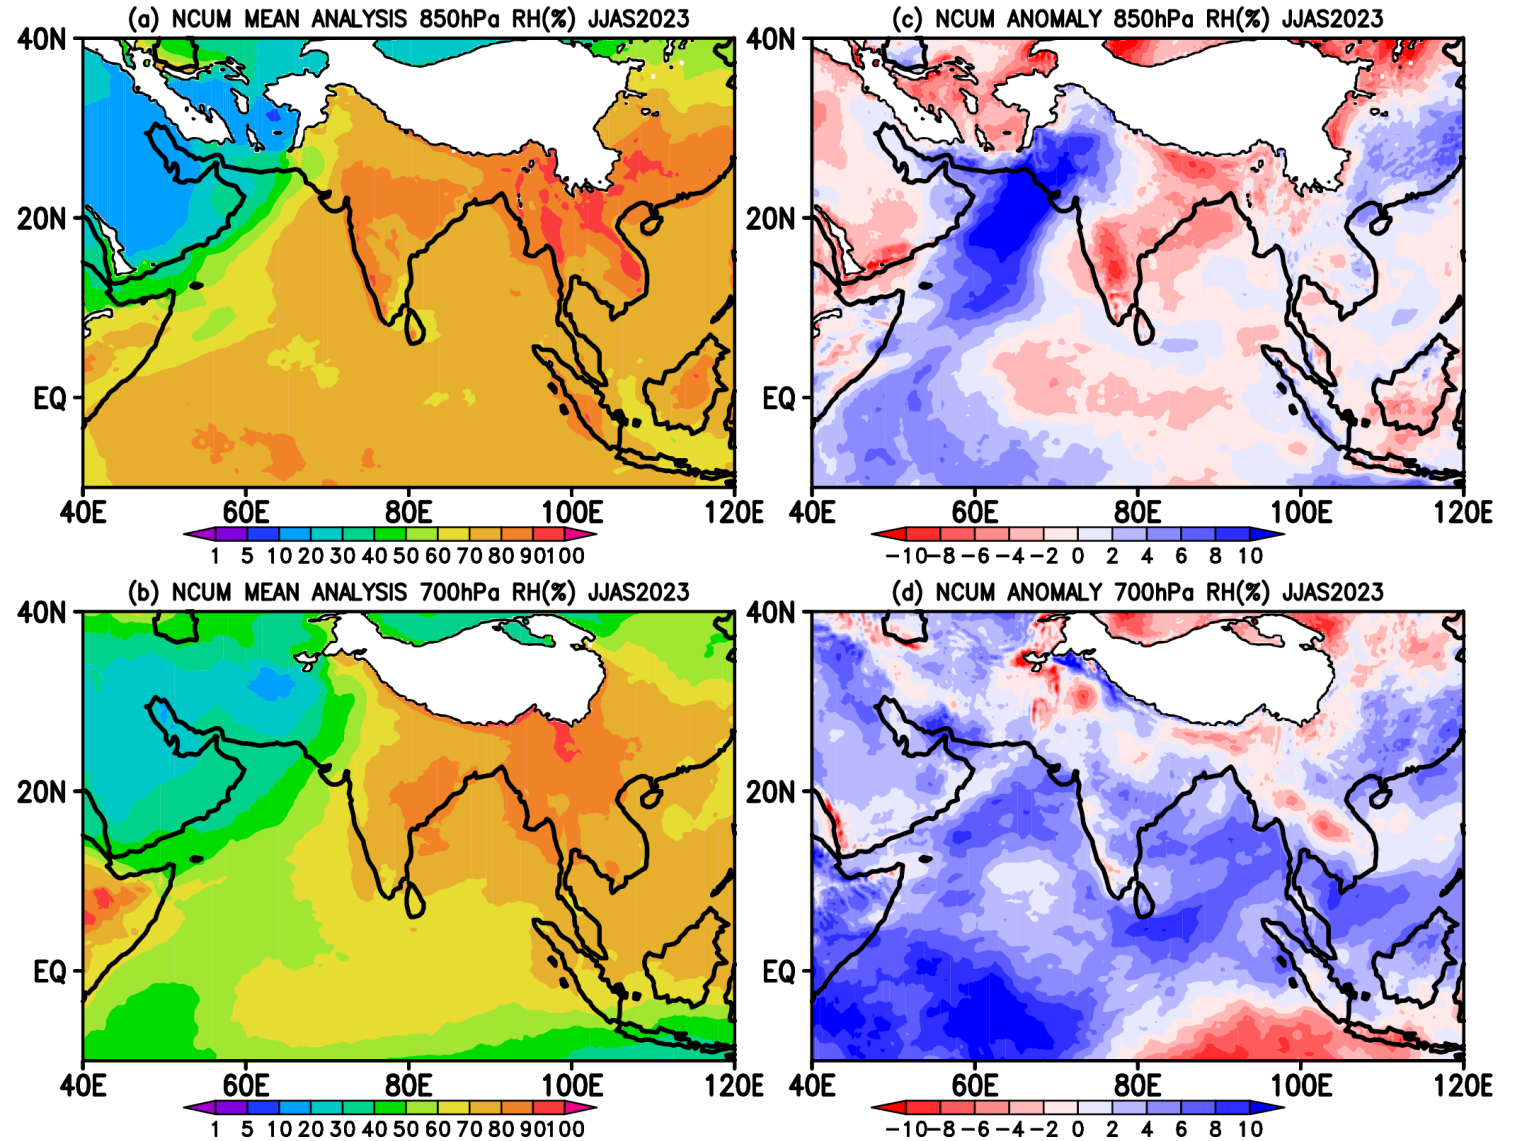 (a) NCUM MEAN ANALYSIS 850hPa RH(%) JJAS2023
40N
20N
EQ
40E 60E 80E 100E 120E
1 5 10 20 30 40 50 60 70 80 90 100
(c) NCUM ANOMALY 850hPa RH(%) JJAS2023
40N
20N
EQ
40E 60E 80E 100E 120E
-10 -8 -6 -4 -2 0 2 4 6 8 10
(b) NCUM MEAN ANALYSIS 700hPa RH(%) JJAS2023
40N
20N
EQ
40E 60E 80E 100E 120E
1 5 10 20 30 40 50 60 70 80 90 100
(d) NCUM ANOMALY 700hPa RH(%) JJAS2023
40N
20N
EQ
40E 60E 80E 100E 120E
-10 -8 -6 -4 -2 0 2 4 6 8 10